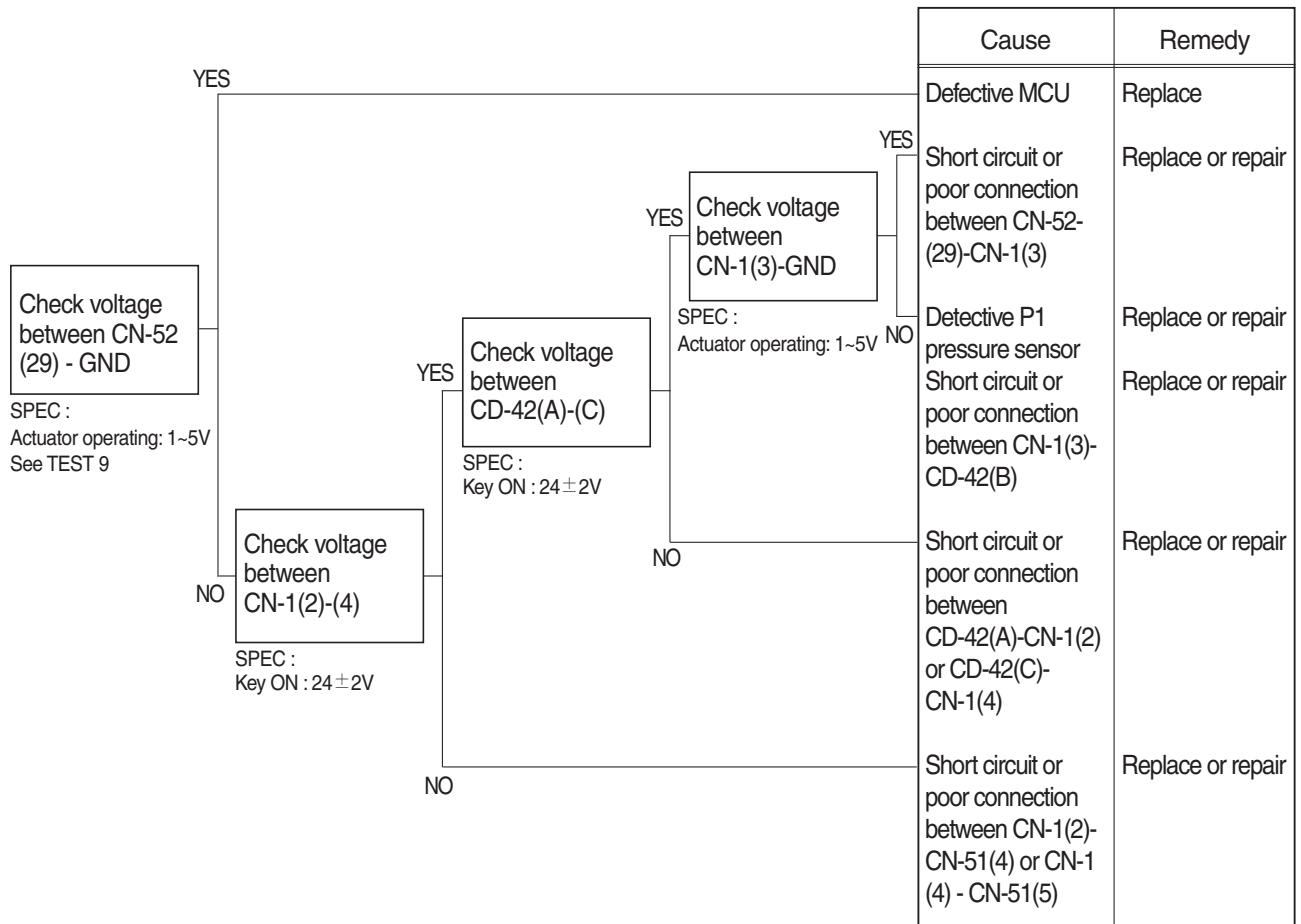 Cause
Remedy
YES
Defective MCU
Replace
YES
Short circuit or
poor connection
between CN-52-
(29)-CN-1(3)
Replace or repair
YES
Check voltage
between
CN-1(3)-GND
SPEC :
Actuator operating: 1~5V
NO
Detective P1
pressure sensor
Replace or repair
Short circuit or
poor connection
between CN-1(3)-
CD-42(B)
Replace or repair
Check voltage
between CN-52
(29) - GND
SPEC :
Actuator operating: 1~5V
See TEST 9
YES
Check voltage
between
CD-42(A)-(C)
SPEC :
Key ON : 24±2V
NO
Short circuit or
poor connection
between
CD-42(A)-CN-1(2)
or CD-42(C)-
CN-1(4)
Replace or repair
NO
Check voltage
between
CN-1(2)-(4)
SPEC :
Key ON : 24±2V
NO
Short circuit or
poor connection
between CN-1(2)-
CN-51(4) or CN-1
(4) - CN-51(5)
Replace or repair